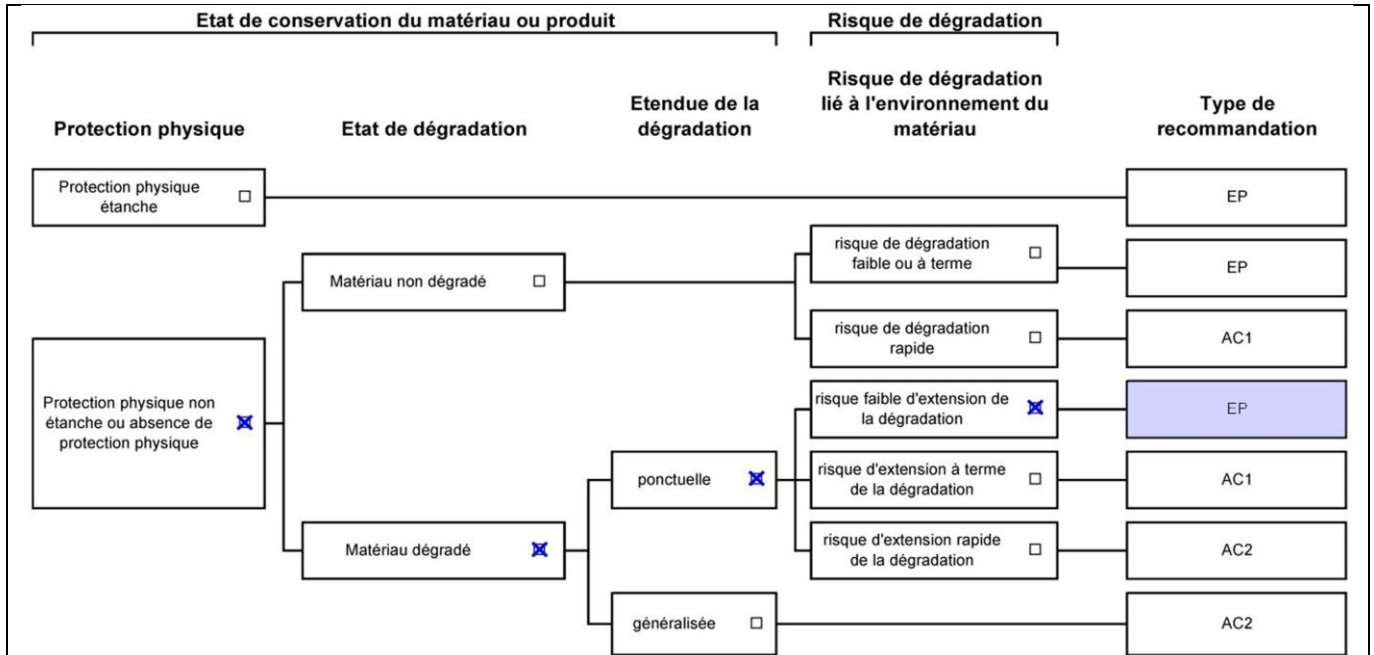 Etat de conservation du matériau ou produit
Risque de dégradation
Protection physique
Etat de dégradation
Etendue de la
dégradation
Risque de dégradation
lié à l'environnement du
matériau
Type de
recommandation
Protection physique
étanche
EP
risque de dégradation
faible ou à terme
EP
Matériau non dégradé
risque de dégradation
rapide
AC1
Protection physique non
étanche ou absence de
protection physique
risque faible d'extension de
la dégradation
EP
ponctuelle
risque d'extension à terme
de la dégradation
AC1
Matériau dégradé
risque d'extension rapide
de la dégradation
AC2
généralisée
AC2